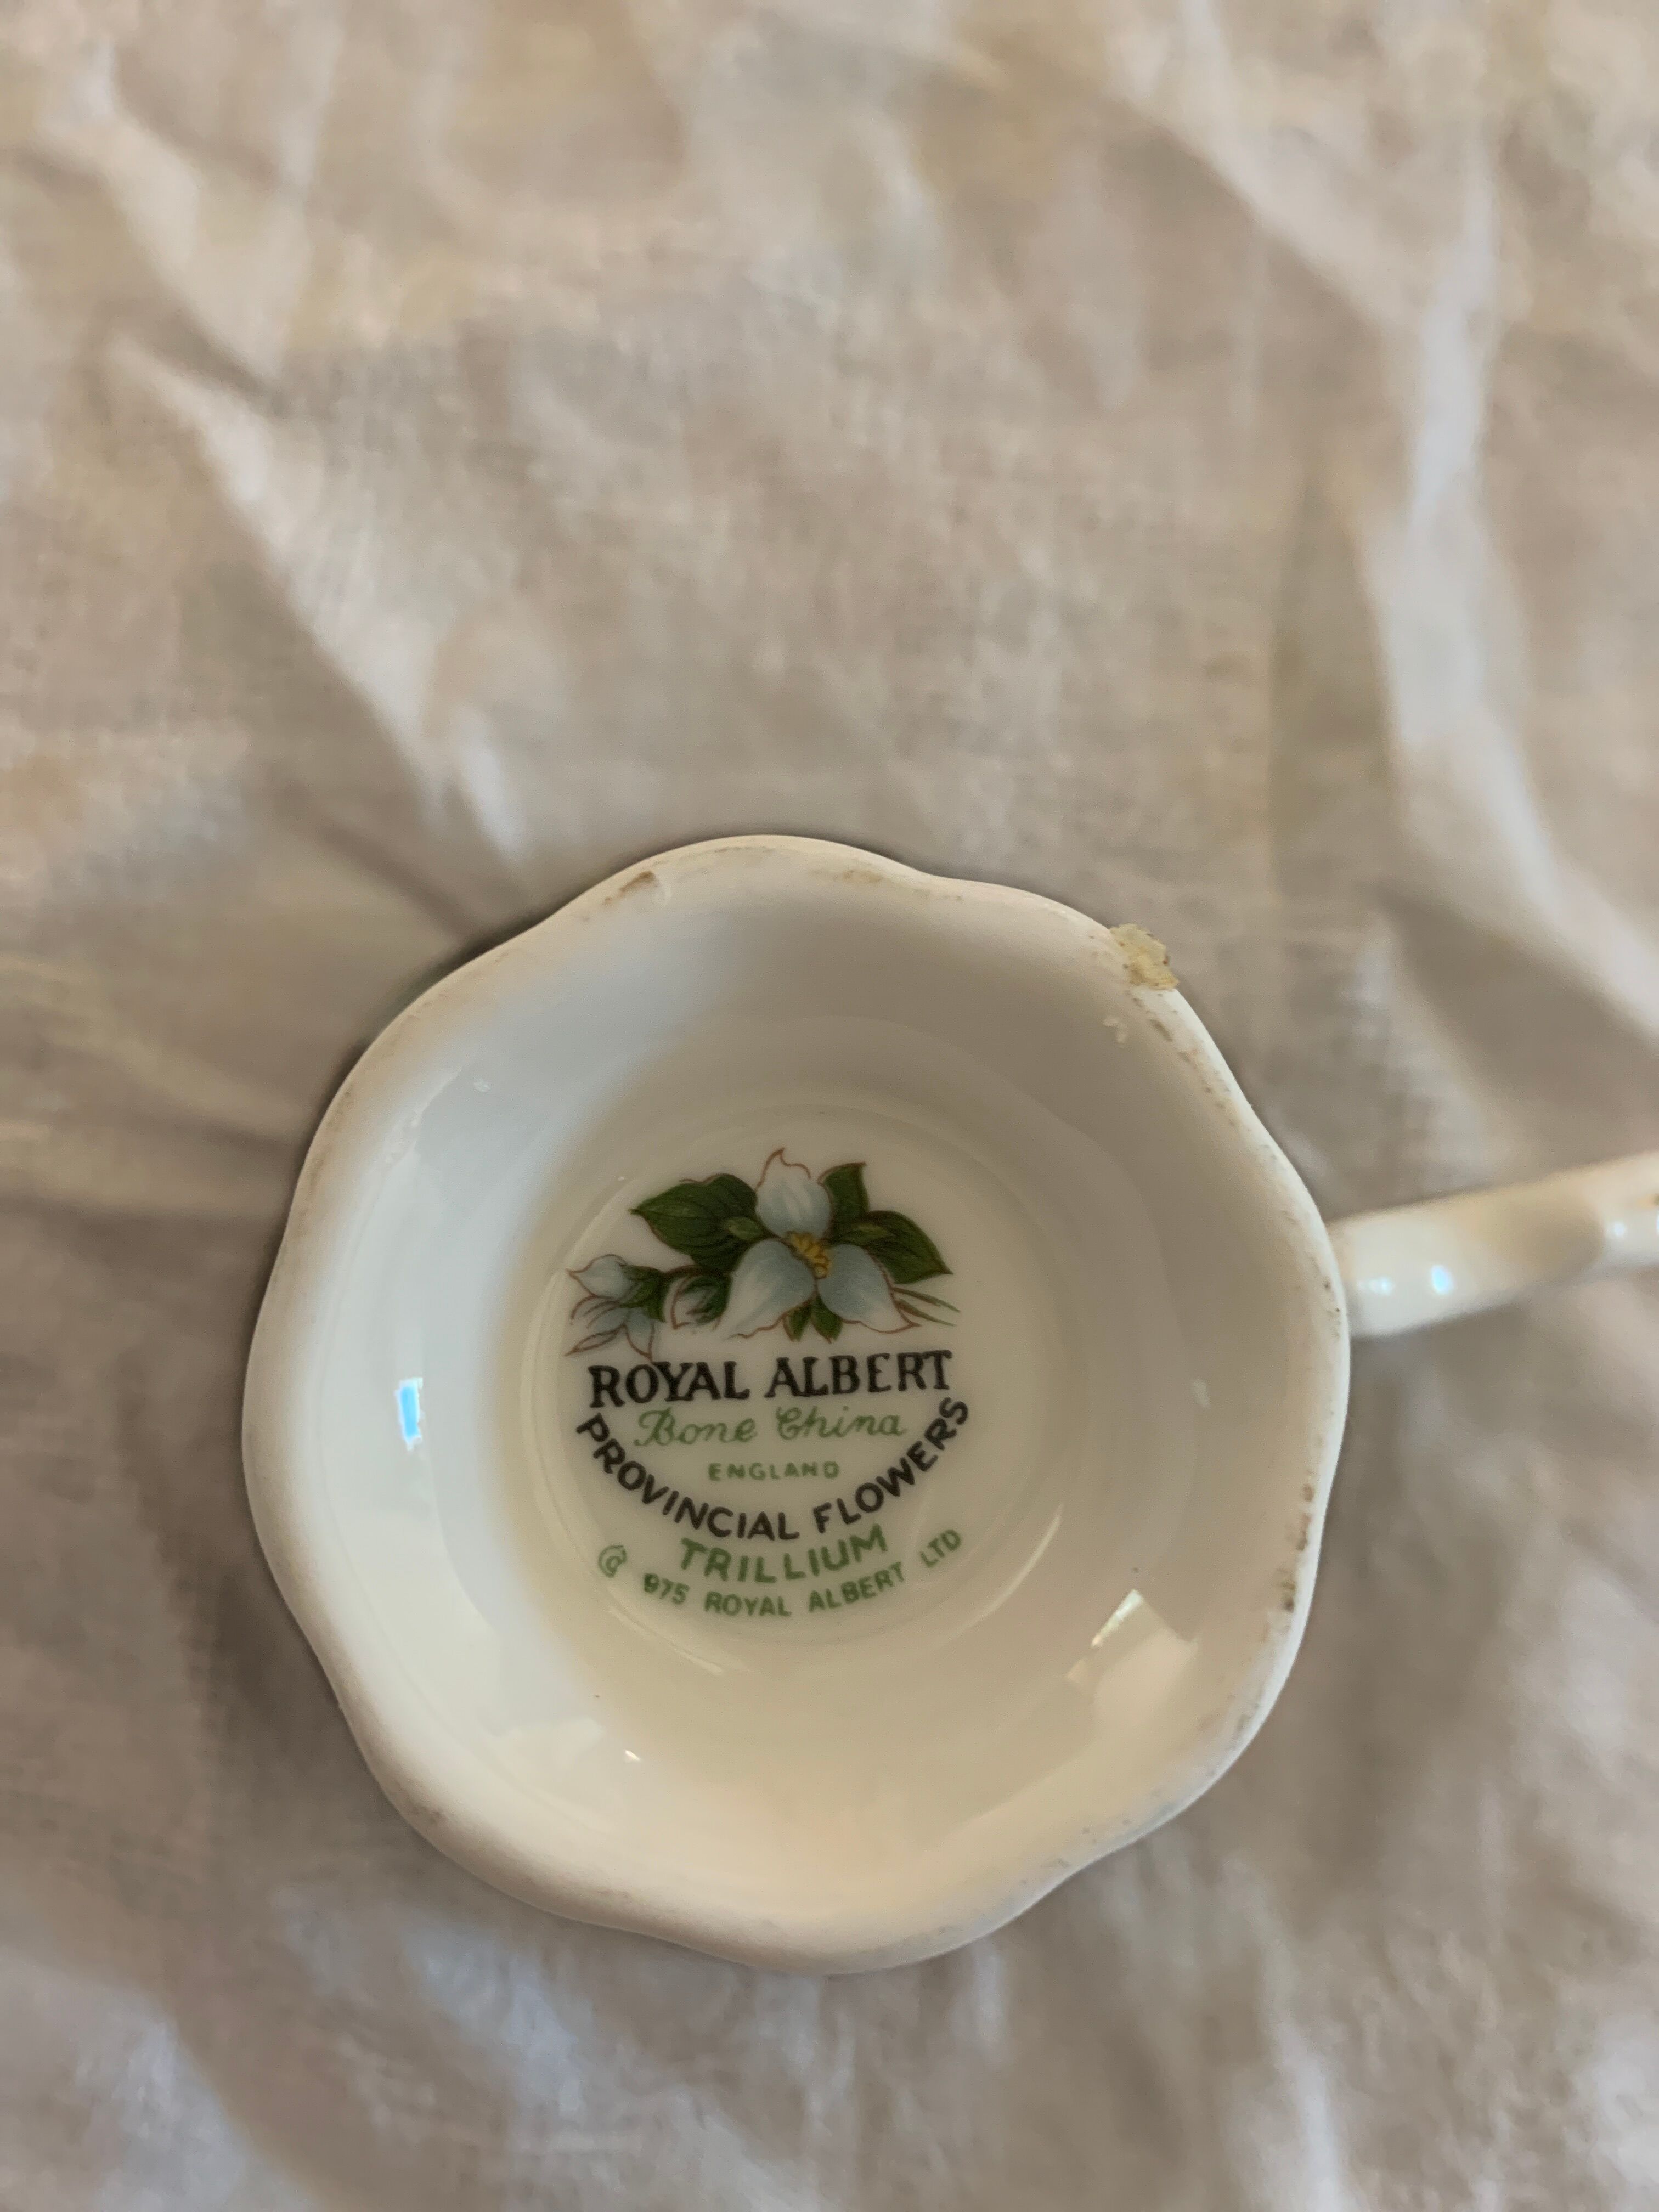 ROYAL ALBERT
Bone China
ENGLAND
PROVINCIAL FLOWERS
TRILLIUM
© 975 ROYAL ALBERT LTD